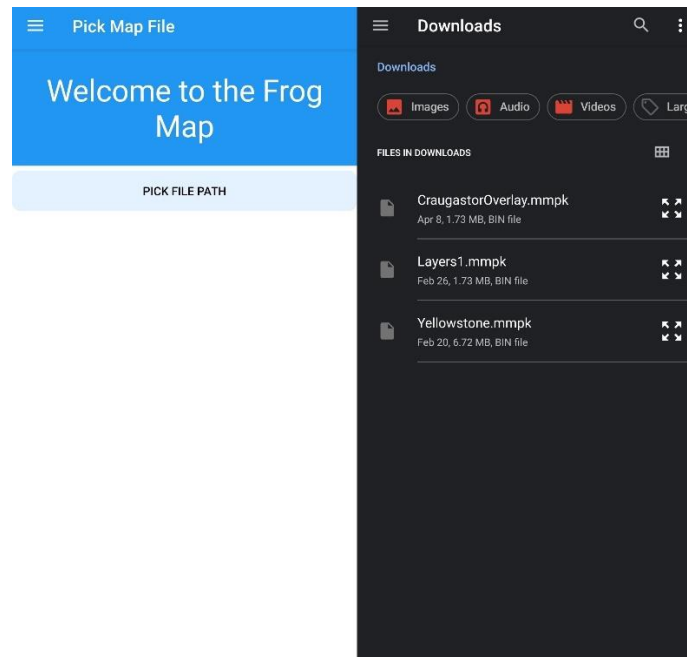 Pick Map File
Welcome to the Frog
Map
PICK FILE PATH
Downloads
Downloads
Images
Audio
Videos
Larg
FILES IN DOWNLOADS
CraugastorOverlay.mmpk
Apr 8, 1.73 MB, BIN file
Layers1.mmpk
Feb 26, 1.73 MB, BIN file
Yellowstone.mmpk
Feb 20, 6.72 MB, BIN file